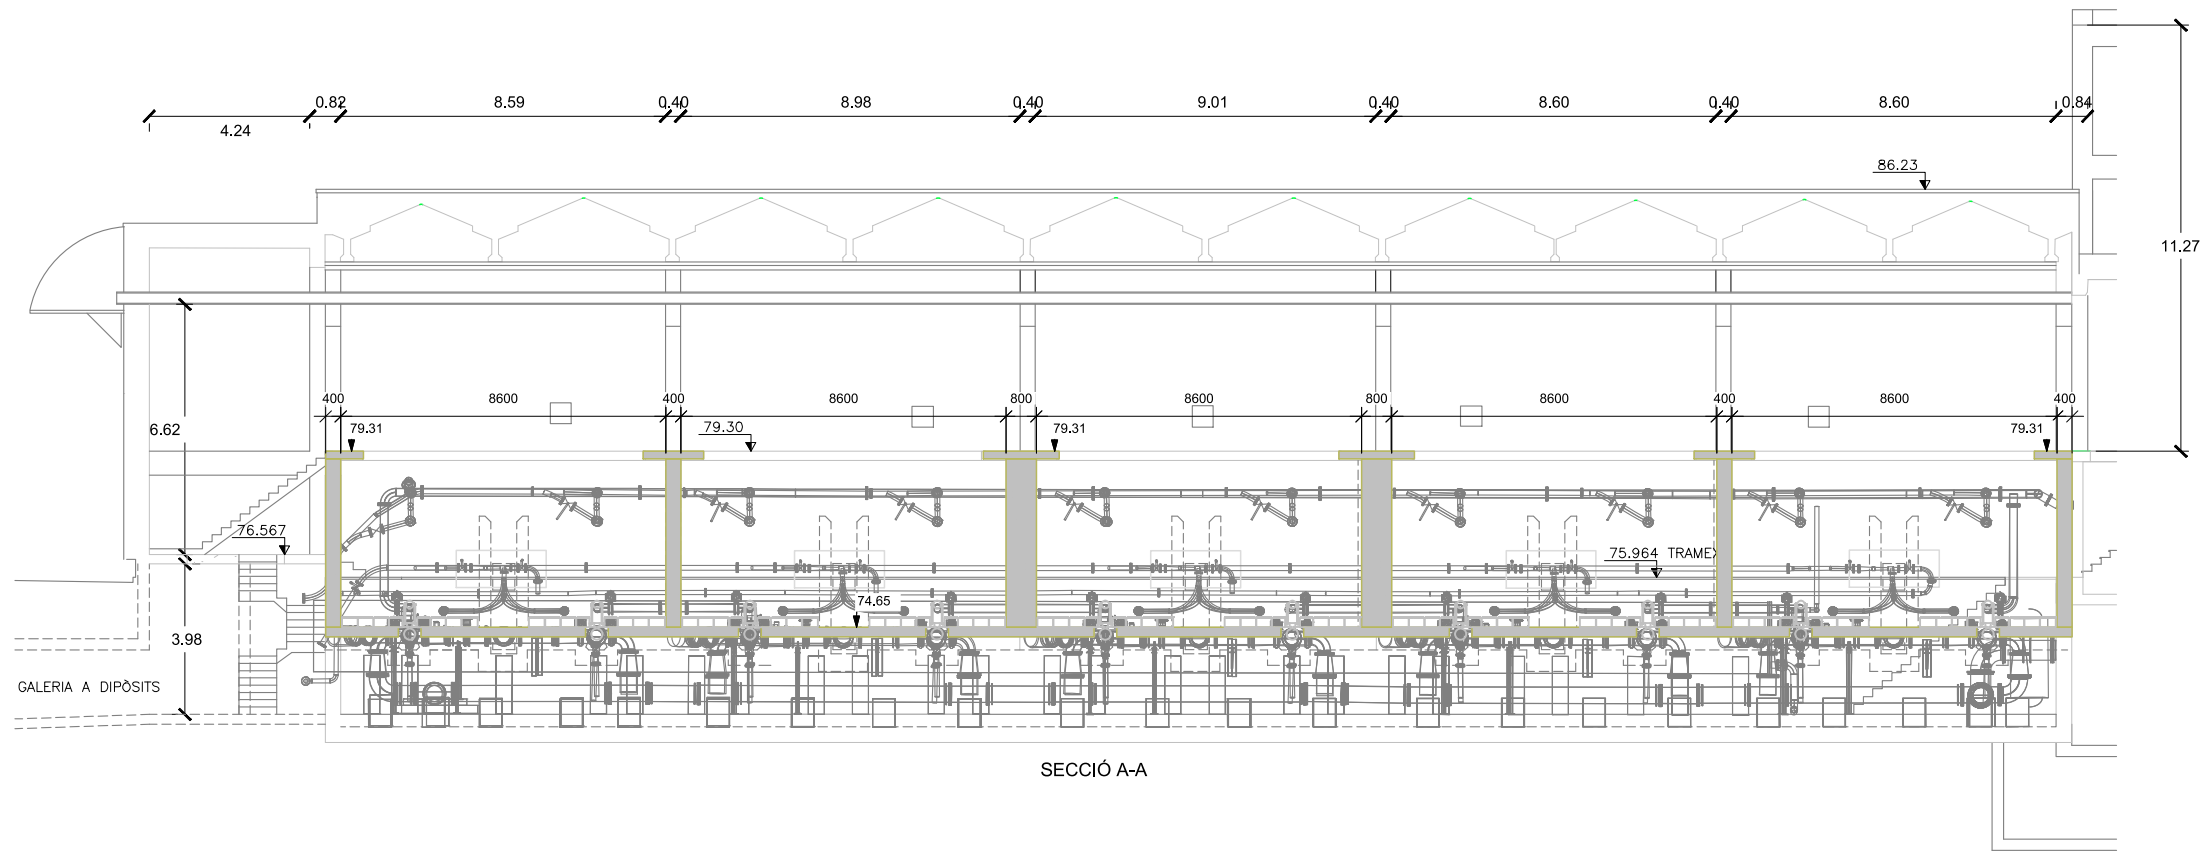 0.82 8.59 0.40 8.98 0.40 9.01 0.40 8.60 0.40 8.60 0.84
4.24
86.23
11.27
400 8600 400 8600 800 8600 800 8600 400 8600 400
6.62 79.31 79.30 79.31 79.31
76.567
75.964 TRAMEX
74,65
3.98
GALERIA A DIPÒSITS
SECCIÓ A-A